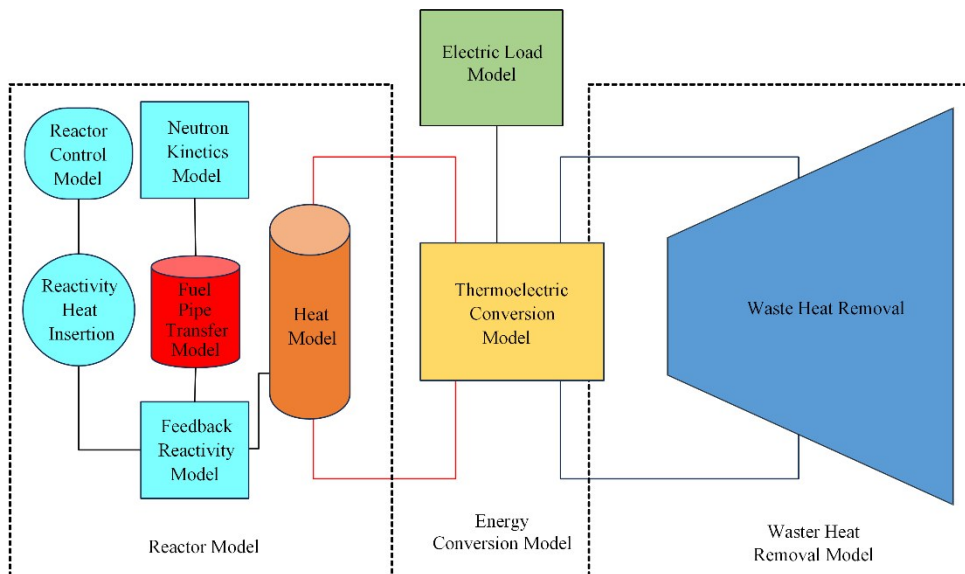 Electric Load
Model
Reactor
Control
Model
Neutron
Kinetics
Model
Reactivity
Heat
Insertion
Fuel
Pipe
Transfer
Model
Heat
Model
Feedback
Reactivity
Model
Thermoelectric
Conversion
Model
Waste Heat Removal
Reactor Model
Energy
Conversion Model
Waster Heat
Removal Model